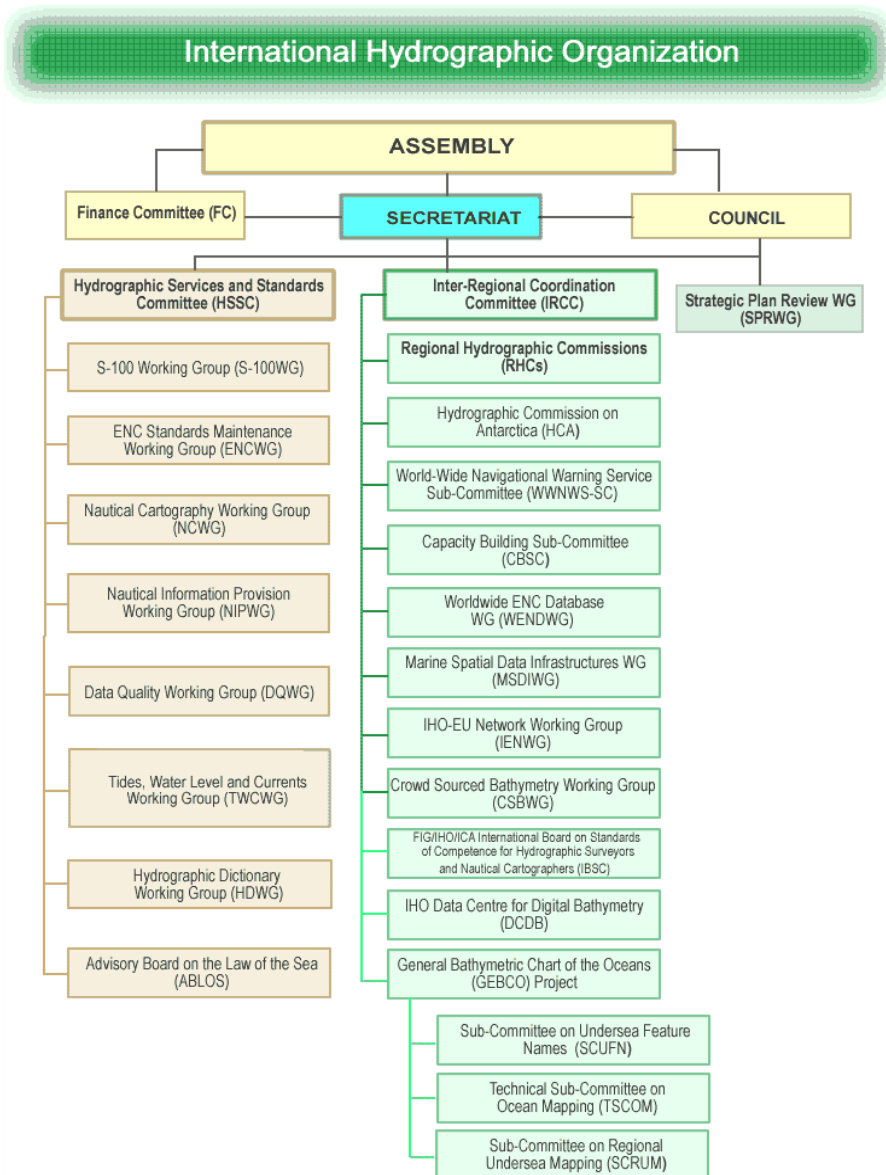 International Hydrographic Organization
ASSEMBLY
Finance Committee (FC)
SECRETARIAT
COUNCIL
Hydrographic Services and Standards
Committee (HSSC)
Inter-Regional Coordination
Committee (IRCC)
Strategic Plan Review WG
(SPRWG)
S-100 Working Group (S-100WG)
ENC Standards Maintenance
Working Group (ENCWG)
Nautical Cartography Working Group
(NCWG)
Nautical Information Provision
Working Group (NIPWG)
Data Quality Working Group (DQWG)
Tides, Water Level and Currents
Working Group (TWCWG)
Hydrographic Dictionary
Working Group (HDWG)
Advisory Board on the Law of the Sea
(ABLOS)
Regional Hydrographic Commissions
(RHCs)
Hydrographic Commission on
Antarctica (HCA)
World-Wide Navigational Warning Service
Sub-Committee (WWNWS-SC)
Capacity Building Sub-Committee
(CBSC)
Worldwide ENC Database
WG (WENDWG)
Marine Spatial Data Infrastructures WG
(MSDIWG)
IHO-EU Network Working Group
(IENWG)
Crowd Sourced Bathymetry Working Group
(CSBWG)
FIG/IHO/ICA International Board on Standards
of Competence for Hydrographic Surveyors
and Nautical Cartographers (IBSC)
IHO Data Centre for Digital Bathymetry
(DCDB)
General Bathymetric Chart of the Oceans
(GEBCO) Project
Sub-Committee on Undersea Feature
Names (SCUFN)
Technical Sub-Committee on
Ocean Mapping (TSCOM)
Sub-Committee on Regional
Undersea Mapping (SCRUM)